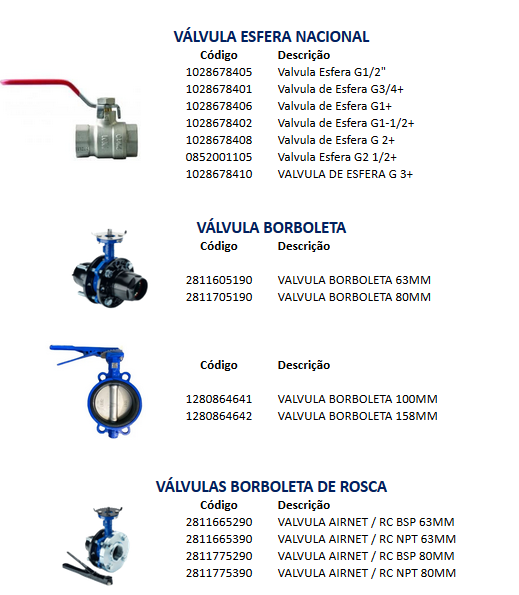 VÁLVULA ESFERA NACIONAL
Código Descrição
1028678405 Valvula Esfera G1/2"
1028678401 Valvula de Esfera G3/4+
1028678406 Valvula de Esfera G1+
1028678402 Valvula de Esfera G1-1/2+
1028678408 Valvula de Esfera G 2+
0852001105 Valvula Esfera G2 1/2+
1028678410 VALVULA DE ESFERA G 3+
VÁLVULA BORBOLETA
Código Descrição
2811605190 VALVULA BORBOLETA 63MM
2811705190 VALVULA BORBOLETA 80MM
Código Descrição
1280864641 VALVULA BORBOLETA 100MM
1280864642 VALVULA BORBOLETA 158MM
VÁLVULAS BORBOLETA DE ROSCA
Código Descrição
2811665290 VALVULA AIRNET / RC BSP 63MM
2811665390 VALVULA AIRNET / RC NPT 63MM
2811775290 VALVULA AIRNET / RC BSP 80MM
2811775390 VALVULA AIRNET / RC NPT 80MM